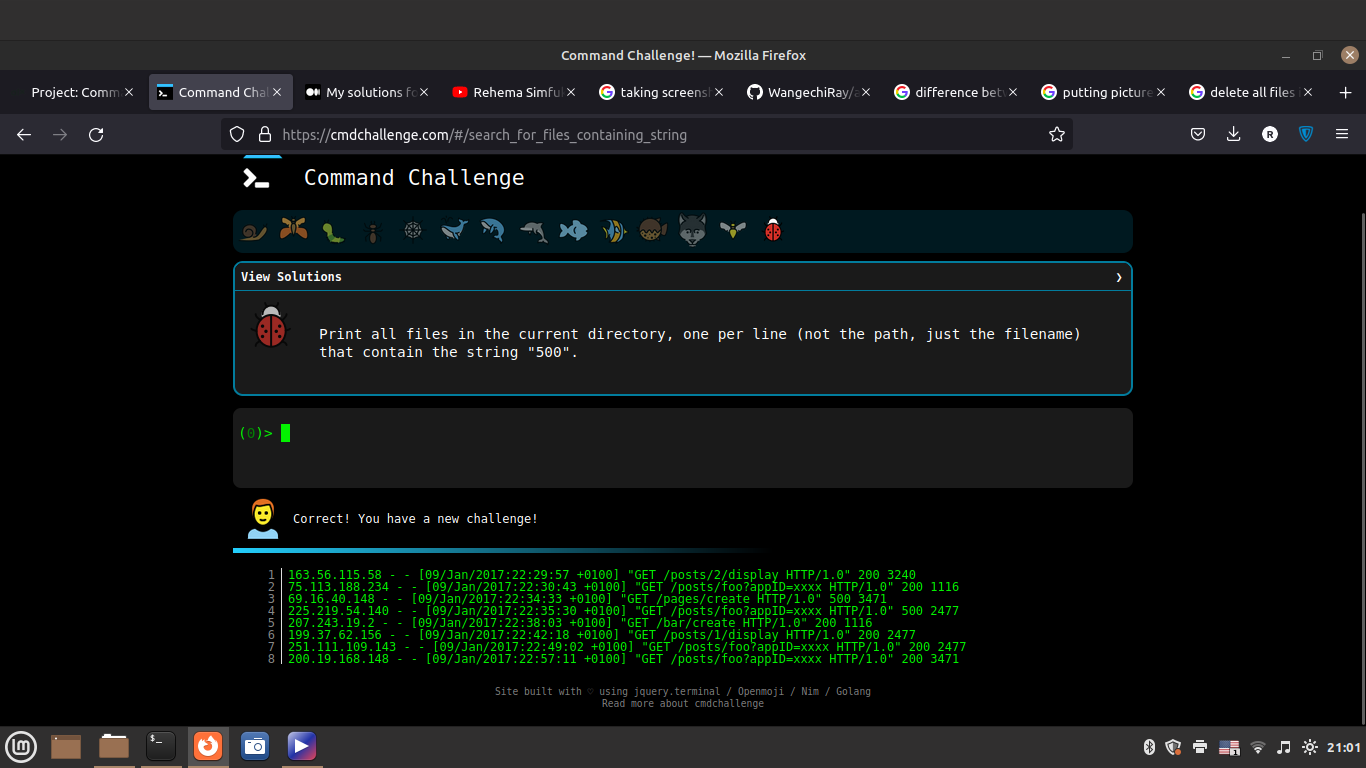 Command Challenge! — Mozilla Firefox
Project: Comm
Command Chal
My solutions fo
Rehema Simful
taking screensh
WangechiRay/a
difference betw
putting picture
delete all files i
https://cmdchallenge.com/#/search_for_files_containing_string
R
Command Challenge
View Solutions
Print all files in the current directory, one per line (not the path, just the filename)
that contain the string "500".
(0)>
Correct! You have a new challenge!
1 163.56.115.58 - - [09/Jan/2017:22:29:57 +0100] "GET /posts/2/display HTTP/1.0" 200 3240
2 75.113.188.234 - - [09/Jan/2017:22:30:43 +0100] "GET /posts/foo?appID=xxxx HTTP/1.0" 200 1116
3 69.16.40.148 - - [09/Jan/2017:22:34:33 +0100] "GET /pages/create HTTP/1.0" 500 3471
4 225.219.54.140 - - [09/Jan/2017:22:35:30 +0100] "GET /posts/foo?appID=xxxx HTTP/1.0" 500 2477
5 207.243.19.2 - - [09/Jan/2017:22:38:03 +0100] "GET /bar/create HTTP/1.0" 200 1116
6 199.37.62.156 - - [09/Jan/2017:22:42:18 +0100] "GET /posts/1/display HTTP/1.0" 200 2477
7 251.111.109.143 - - [09/Jan/2017:22:49:02 +0100] "GET /posts/foo?appID=xxxx HTTP/1.0" 200 2477
8 200.19.168.148 - - [09/Jan/2017:22:57:11 +0100] "GET /posts/foo?appID=xxxx HTTP/1.0" 200 3471
Site built with ♡ using jquery.terminal / Openmoji / Nim / Golang
Read more about cmdchallenge
21:01